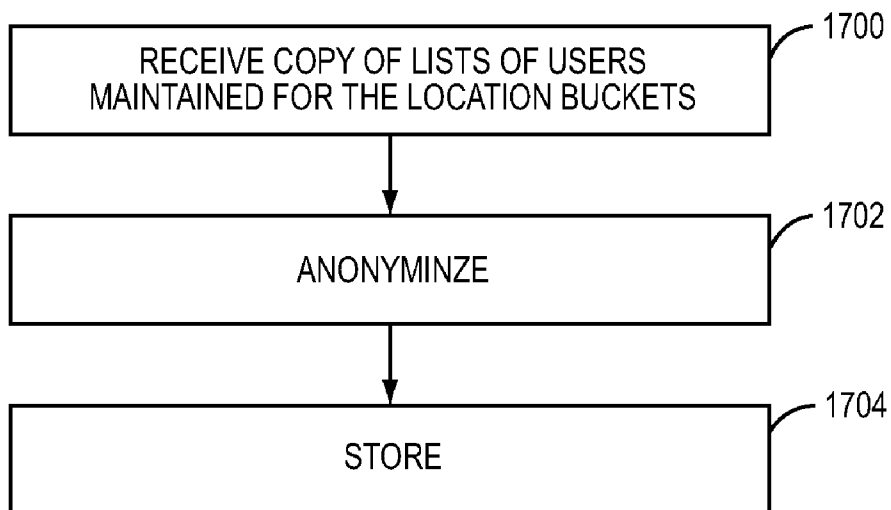 1700
RECEIVE COPY OF LISTS OF USERS
MAINTAINED FOR THE LOCATION BUCKETS
1702
ANONYMINZE
1704
STORE